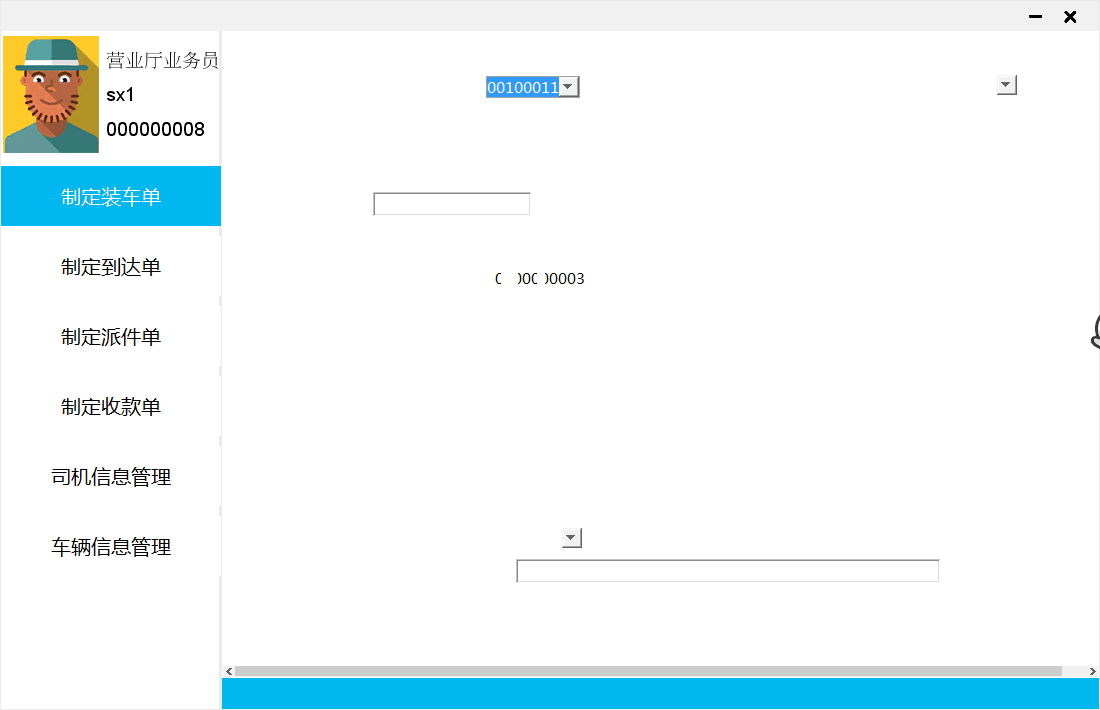 营业厅业务员
sx1
000000008
00100011
制定装车单
制定到达单
制定派件单
制定收款单
司机信息管理
车辆信息管理